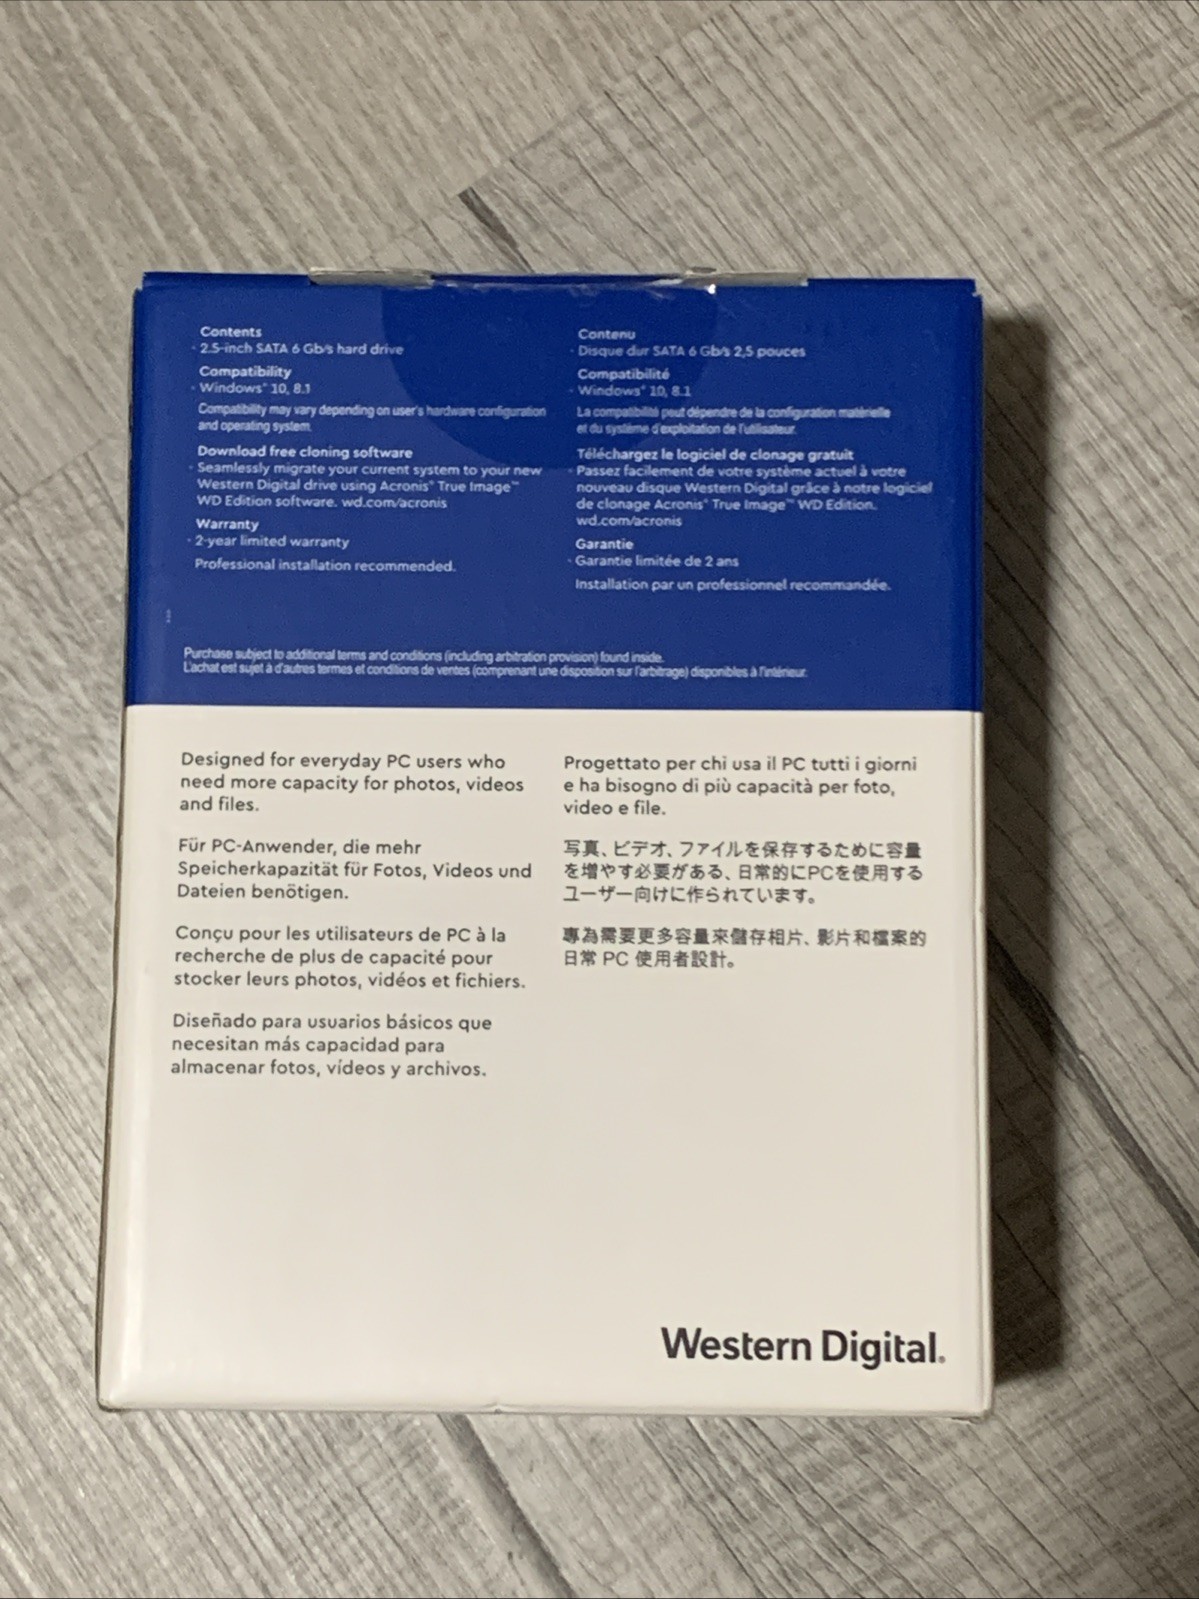 Contents
· 2.5-inch SATA 6 Gb/s hard drive
Compatibility
· Windows® 10, 8.1
Compatibility may vary depending on user's hardware configuration
and operating system.
Download free cloning software
· Seamlessly migrate your current system to your new
Western Digital drive using Acronis® True Image™
WD Edition software. wd.com/acronis
Warranty
· 2-year limited warranty
Professional installation recommended.
Contenu
· Disque dur SATA 6 Gb/s 2,5 pouces
Compatibilité
· Windows® 10, 8.1
La compatibilité peut dépendre de la configuration matérielle
et du système d'exploitation de l'utilisateur.
Téléchargez le logiciel de clonage gratuit
· Passez facilement de votre système actuel à votre
nouveau disque Western Digital grâce à notre logiciel
de clonage Acronis® True Image™ WD Edition.
wd.com/acronis
Garantie
· Garantie limitée de 2 ans
Installation par un professionnel recommandée.
Purchase subject to additional terms and conditions (including arbitration provision) found inside.
L'achat est sujet à d'autres termes et conditions de ventes (comprenant une disposition sur l'arbitrage) disponibles à l'intérieur.
Designed for everyday PC users who
need more capacity for photos, videos
and files.
Für PC-Anwender, die mehr
Speicherkapazität für Fotos, Videos und
Dateien benötigen.
Conçu pour les utilisateurs de PC à la
recherche de plus de capacité pour
stocker leurs photos, vidéos et fichiers.
Diseñado para usuarios básicos que
necesitan más capacidad para
almacenar fotos, vídeos y archivos.
Progettato per chi usa il PC tutti i giorni
e ha bisogno di più capacità per foto,
video e file.
写真、ビデオ、ファイルを保存するために容量
を増やす必要がある、日常的にPCを使用する
ユーザー向けに作られています。
專為需要更多容量來儲存相片、影片和檔案的
日常 PC 使用者設計。
Western Digital®